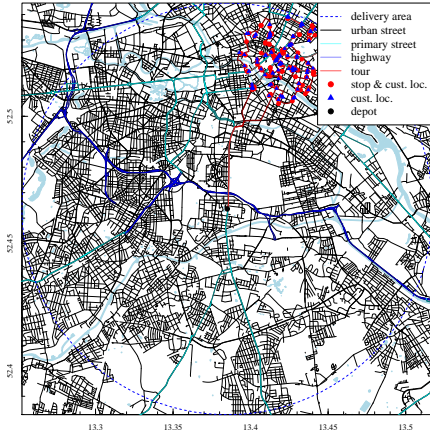 delivery area
urban street
primary street
highway
tour
stop & cust. loc.
cust. loc.
depot
52.5
52.45
52.4
13.3
13.35
13.4
13.45
13.5